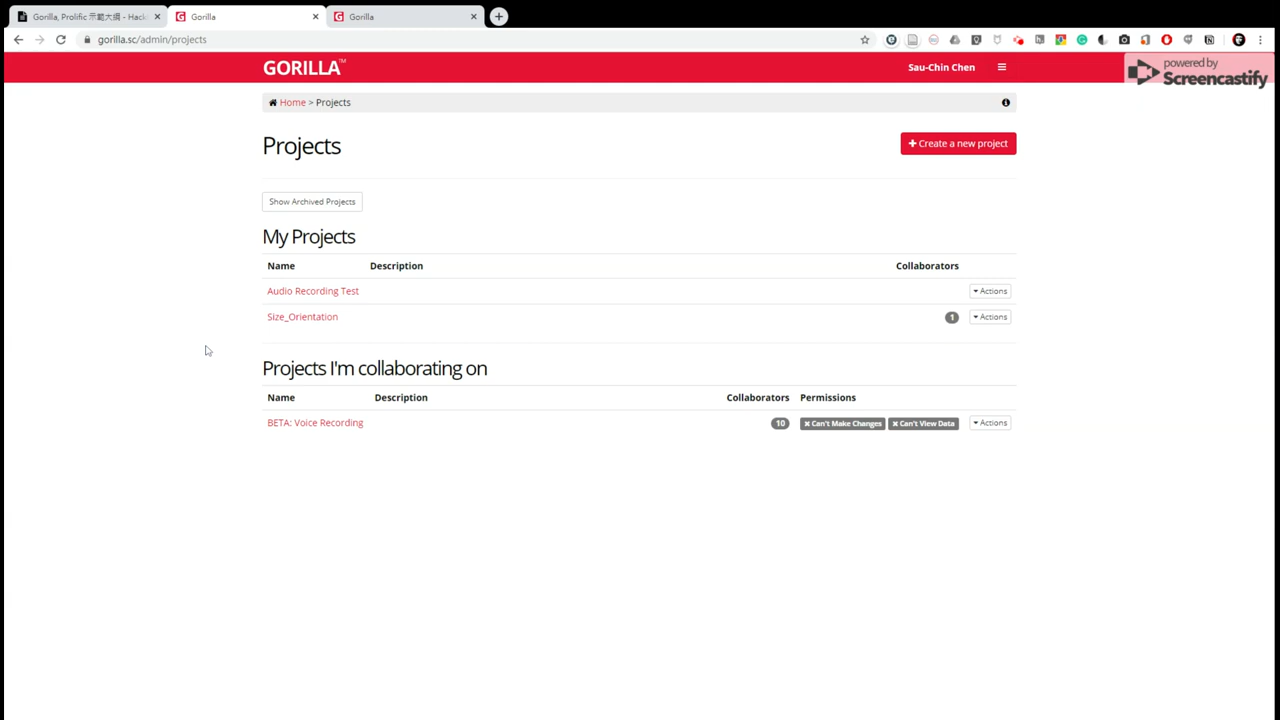 Gorilla, Prolific 示範大綱 - Hack
Gorilla
Gorilla
gorilla.sc/admin/projects
GORILLA™
Sau-Chin Chen
powered by
Screencastify
Home > Projects
Projects
Create a new project
Show Archived Projects
My Projects
Name Description Collaborators
Audio Recording Test Actions
Size_Orientation 1 Actions
Projects I'm collaborating on
Name Description Collaborators Permissions
BETA: Voice Recording 10 Can't Make Changes Can't View Data Actions